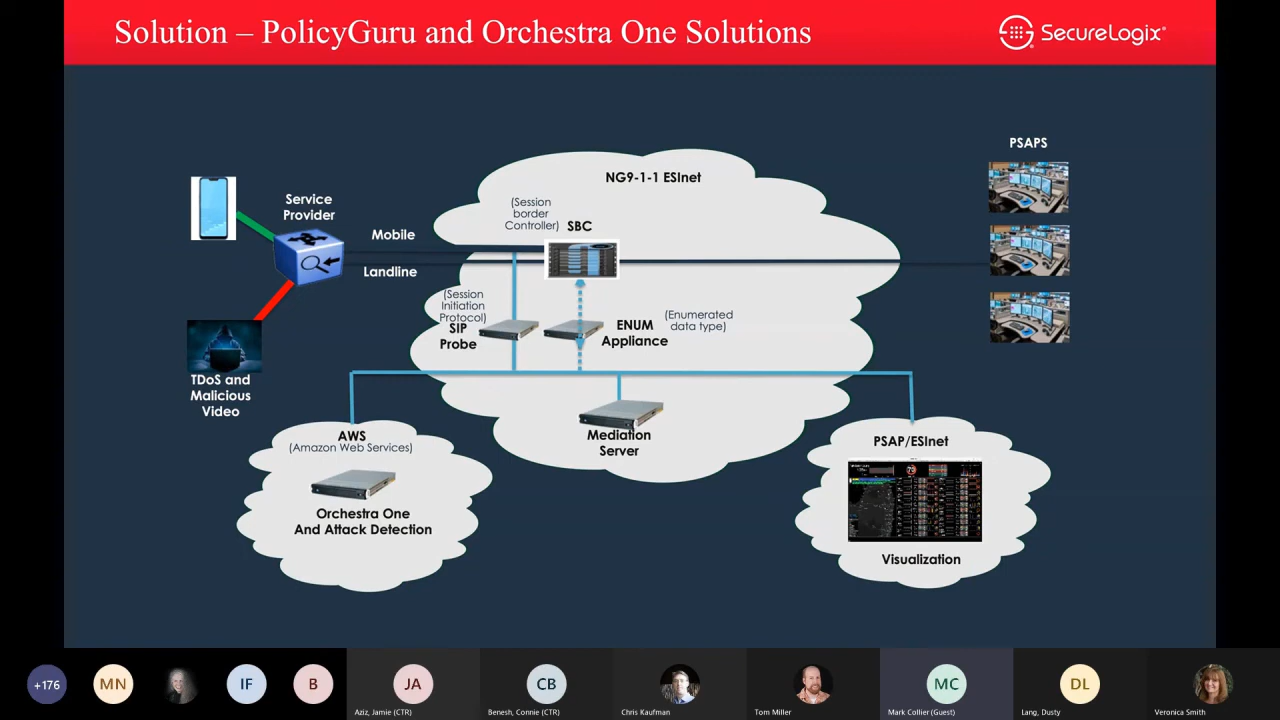 Solution – PolicyGuru and Orchestra One Solutions
SecureLogix
PSAPS
NG9-1-1 ESInet
(Session
border
Controller)
SBC
Service
Provider
Mobile
Landline
(Session
Initiation
Protocol)
SIP
Probe
ENUM
Appliance
(Enumerated
data type)
TDoS and
Malicious
Video
Mediation
Server
AWS
(Amazon Web Services)
Orchestra One
And Attack Detection
PSAP/ESInet
Visualization
+176
MN
IF
B
JA
Aziz, Jamie (CTR)
CB
Benesh, Connie (CTR)
Chris Kaufman
Tom Miller
MC
Mark Collier (Guest)
DL
Lang, Dusty
Veronica Smith